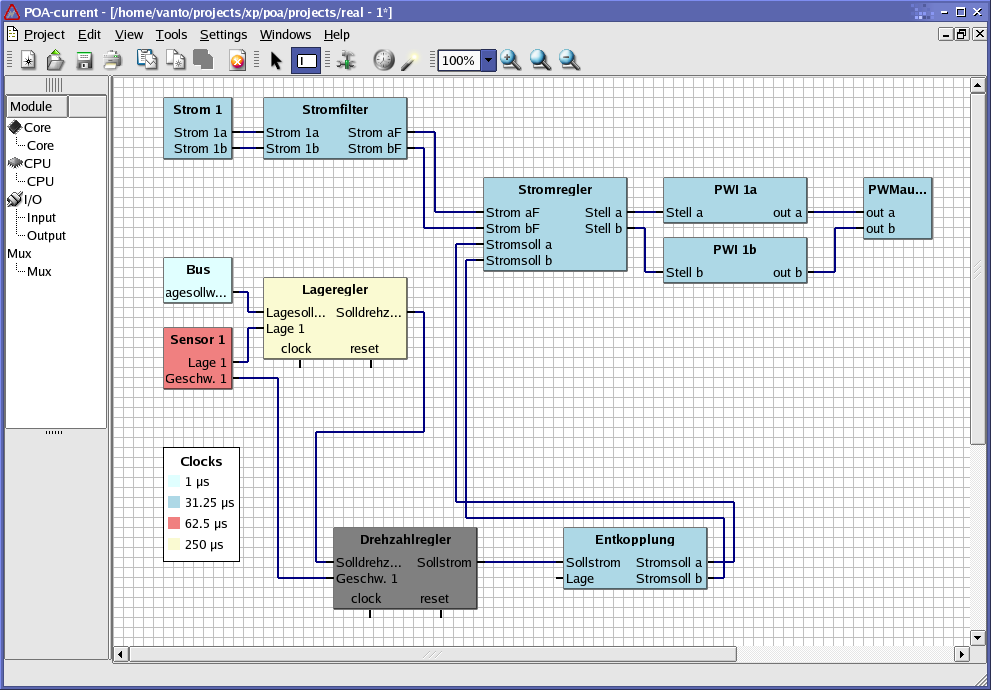 POA-current - [/home/vanto/projects/xp/poa/projects/real - 1*]
Project Edit View Tools Settings Windows Help
100%
Module
Core
Core
CPU
CPU
I/O
Input
Output
Mux
Mux
Strom 1
Strom 1a
Strom 1b
Stromfilter
Strom 1a Strom aF
Strom 1b Strom bF
Stromregler
Strom aF Stell a
Strom bF Stell b
Stromsoll a
Stromsoll b
PWI 1a
Stell a out a
PWI 1b
Stell b out b
PWMau...
out a
out b
Bus
agesollw...
Lageregler
Lagesoll... Solldrehz...
Lage 1
clock reset
Sensor 1
Lage 1
Geschw. 1
Clocks
1 µs
31.25 µs
62.5 µs
250 µs
Drehzahlregler
Solldrehz... Sollstrom
Geschw. 1
clock reset
Entkopplung
Sollstrom Stromsoll a
Lage Stromsoll b